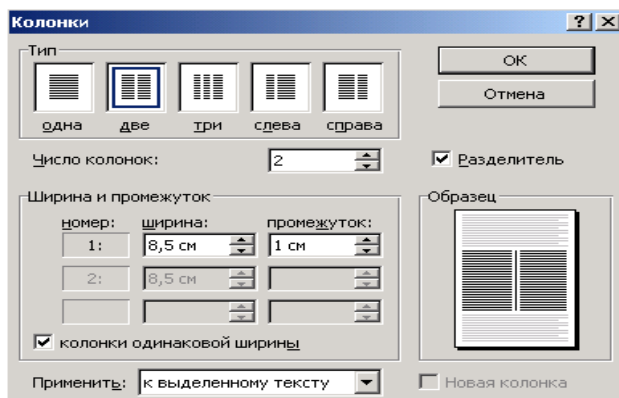 Колонки
Тип
одна две три слева справа
ОК
Отмена
Число колонок: 2
Разделитель
Ширина и промежуток
номер: ширина: промежуток:
1: 8,5 см 1 см
2: 8,5 см
колонки одинаковой ширины
Образец
Применить: к выделенному тексту
Новая колонка